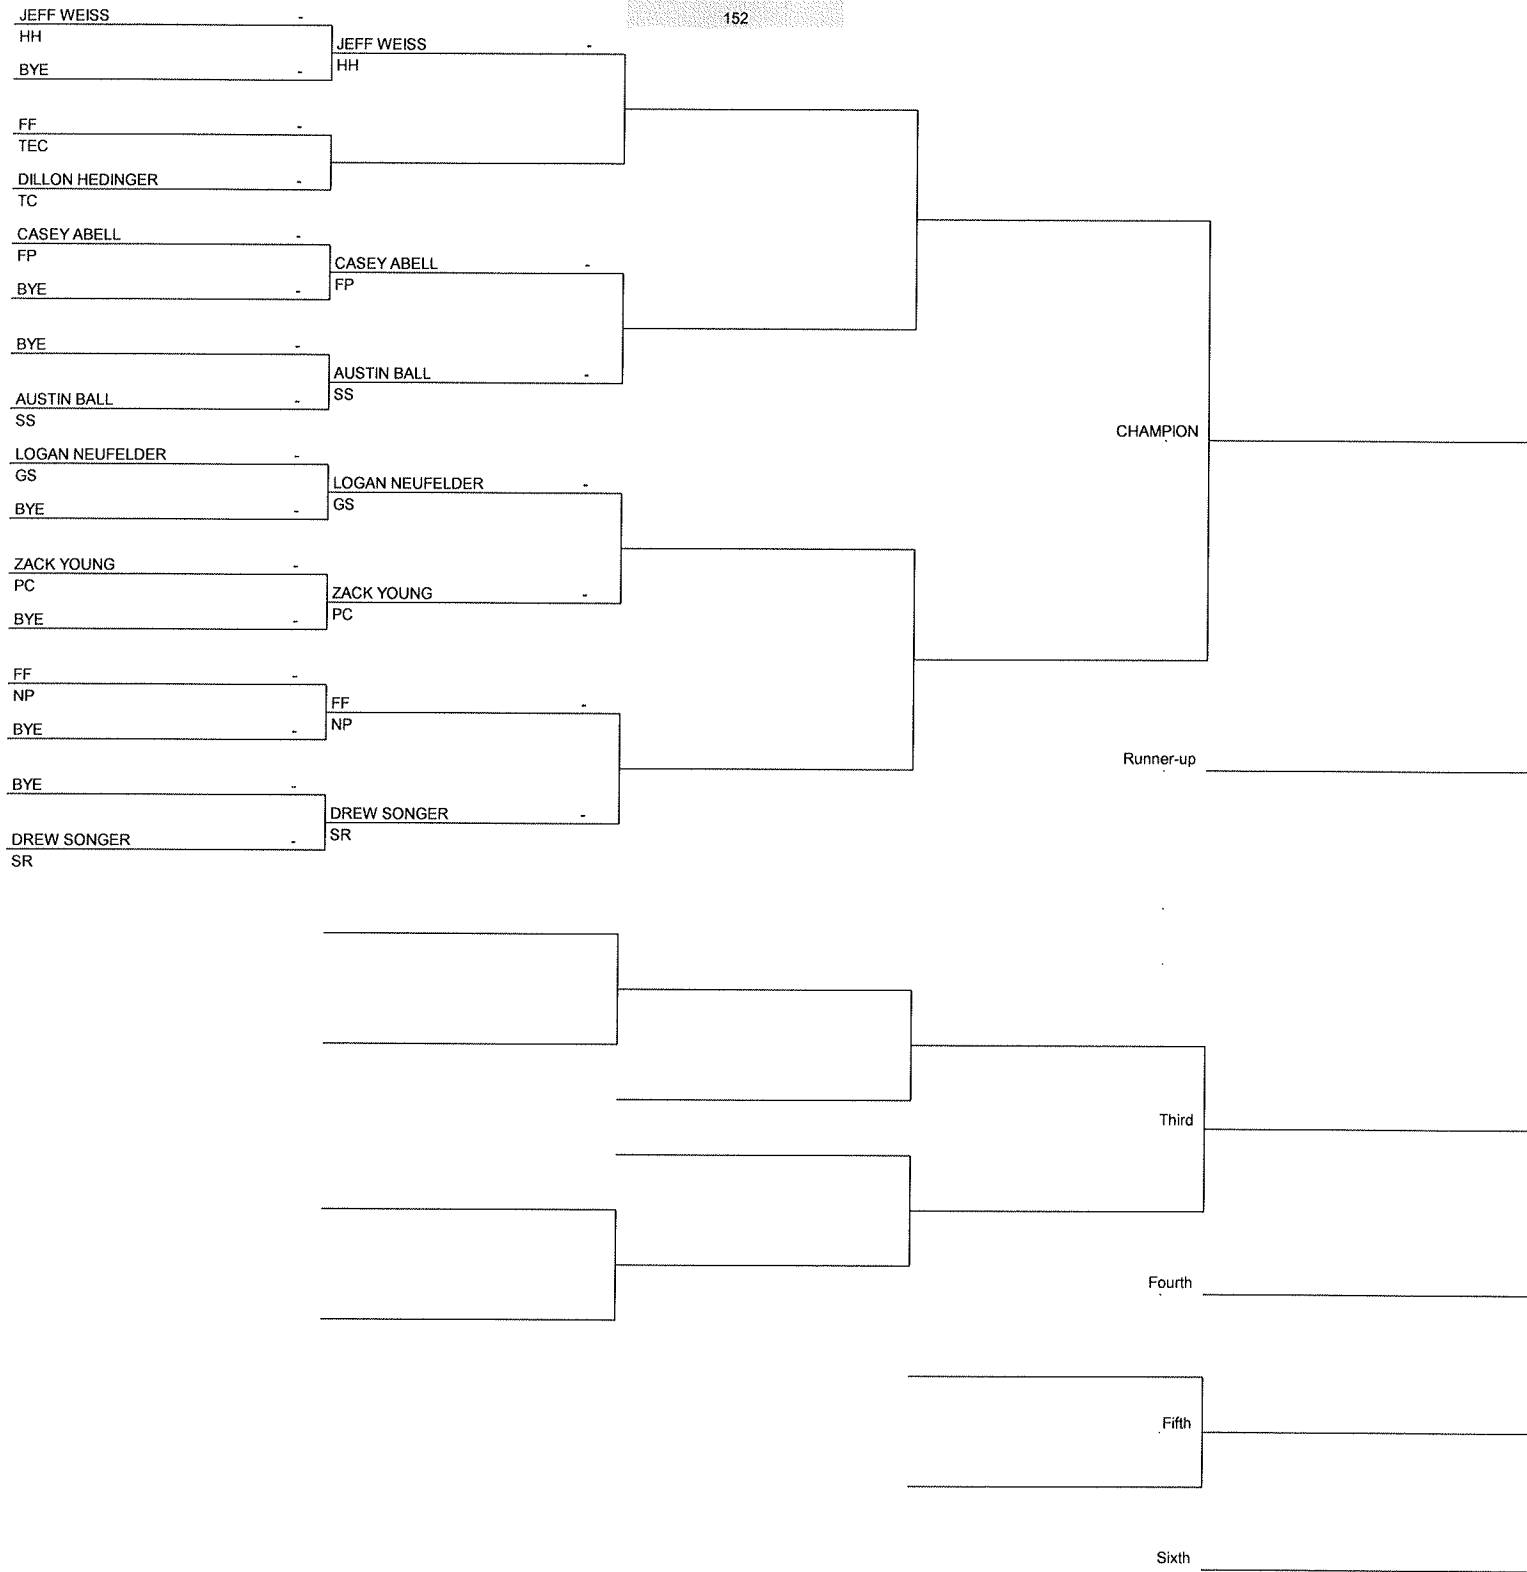 152
JEFF WEISS -
HH
BYE -
FF -
TEC
DILLON HEDINGER -
TC
CASEY ABELL -
FP
BYE -
BYE -
AUSTIN BALL -
SS
LOGAN NEUFELDER -
GS
BYE -
ZACK YOUNG -
PC
BYE -
FF -
NP
BYE -
BYE -
DREW SONGER -
SR
JEFF WEISS -
HH
CASEY ABELL -
FP
AUSTIN BALL -
SS
LOGAN NEUFELDER -
GS
ZACK YOUNG -
PC
FF -
NP
DREW SONGER -
SR
CHAMPION
Runner-up
Third
Fourth
Fifth
Sixth